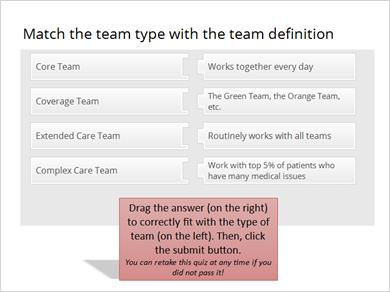 Match the team type with the team definition
Core Team
Works together every day
Coverage Team
The Green Team, the Orange Team,
etc.
Extended Care Team
Routinely works with all teams
Complex Care Team
Work with top 5% of patients who
have many medical issues
Drag the answer (on the right)
to correctly fit with the type of
team (on the left). Then, click
the submit button.
You can retake this quiz at any time if you
did not pass it!